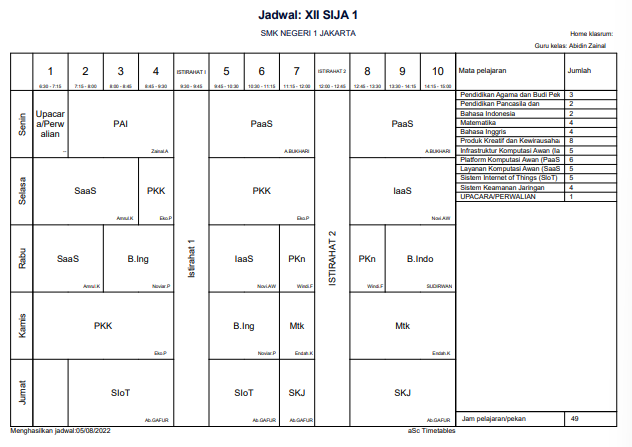 Jadwal: XII SIJA 1
SMK NEGERI 1 JAKARTA
Home klasrum:
Guru kelas: Abidin Zainal
1 2 3 4 ISTIRAHAT I 5 6 7 ISTIRAHAT 2 8 9 10 Mata pelajaran Jumlah
6:30 - 7:15 7:15 - 8:00 8:00 - 8:45 8:45 - 9:30 9:30 - 9:45 9:45 - 10:30 10:30 - 11:15 11:15 - 12:00 12:00 - 12:45 12:45 - 13:30 13:30 - 14:15 14:15 - 15:00
Senin
Upacar
a/Perw
alian
PAI
Zainal.A
PaaS
A.BUKHARI
PaaS
A.BUKHARI
Selasa
SaaS
Amrul.K
PKK
Eko.P
PKK
Eko.P
IaaS
Novi.AW
Rabu
SaaS
Amrul.K
B.Ing
Noviar.P
IaaS
Novi.AW
PKn
Windi.F
PKn
Windi.F
B.Indo
SUDIRWAN
Kamis
PKK
Eko.P
B.Ing
Noviar.P
Mtk
Endah.K
Mtk
Endah.K
Jumat
SIoT
Ab.GAFUR
SIoT
Ab.GAFUR
SKJ
Ab.GAFUR
SKJ
Ab.GAFUR
Istirahat 1
ISTIRAHAT 2
Pendidikan Agama dan Budi Pek 3
Pendidikan Pancasila dan 2
Bahasa Indonesia 2
Matematika 4
Bahasa Inggris 4
Produk Kreatif dan Kewirausaha 8
Infrastruktur Komputasi Awan (Ia 5
Platform Komputasi Awan (PaaS 6
Layanan Komputasi Awan (SaaS 5
Sistem Internet of Things (SIoT) 5
Sistem Keamanan Jaringan 4
UPACARA/PERWALIAN 1
Jam pelajaran/pekan 49
Menghasilkan jadwal:05/08/2022
aSc Timetables